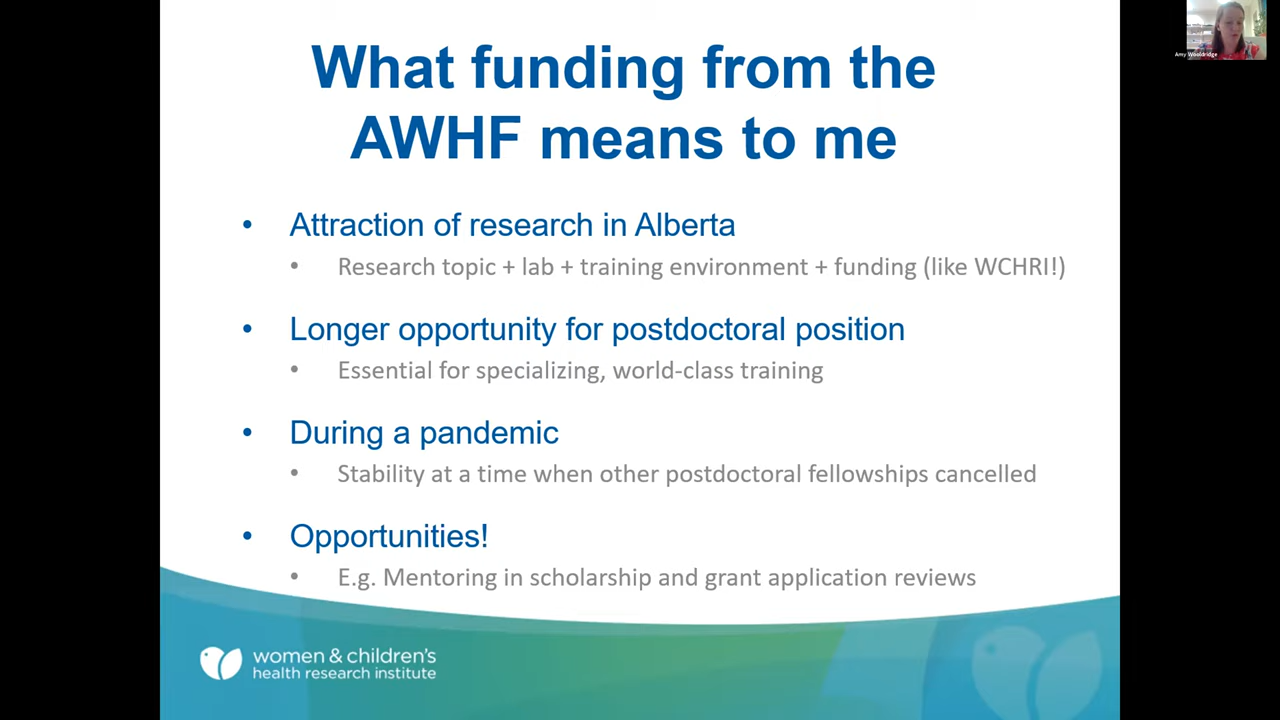 Amy Wooldridge
What funding from the
AWHF means to me
• Attraction of research in Alberta
• Research topic + lab + training environment + funding (like WCHRI!)
• Longer opportunity for postdoctoral position
• Essential for specializing, world-class training
• During a pandemic
• Stability at a time when other postdoctoral fellowships cancelled
• Opportunities!
• E.g. Mentoring in scholarship and grant application reviews
women & children's
health research institute